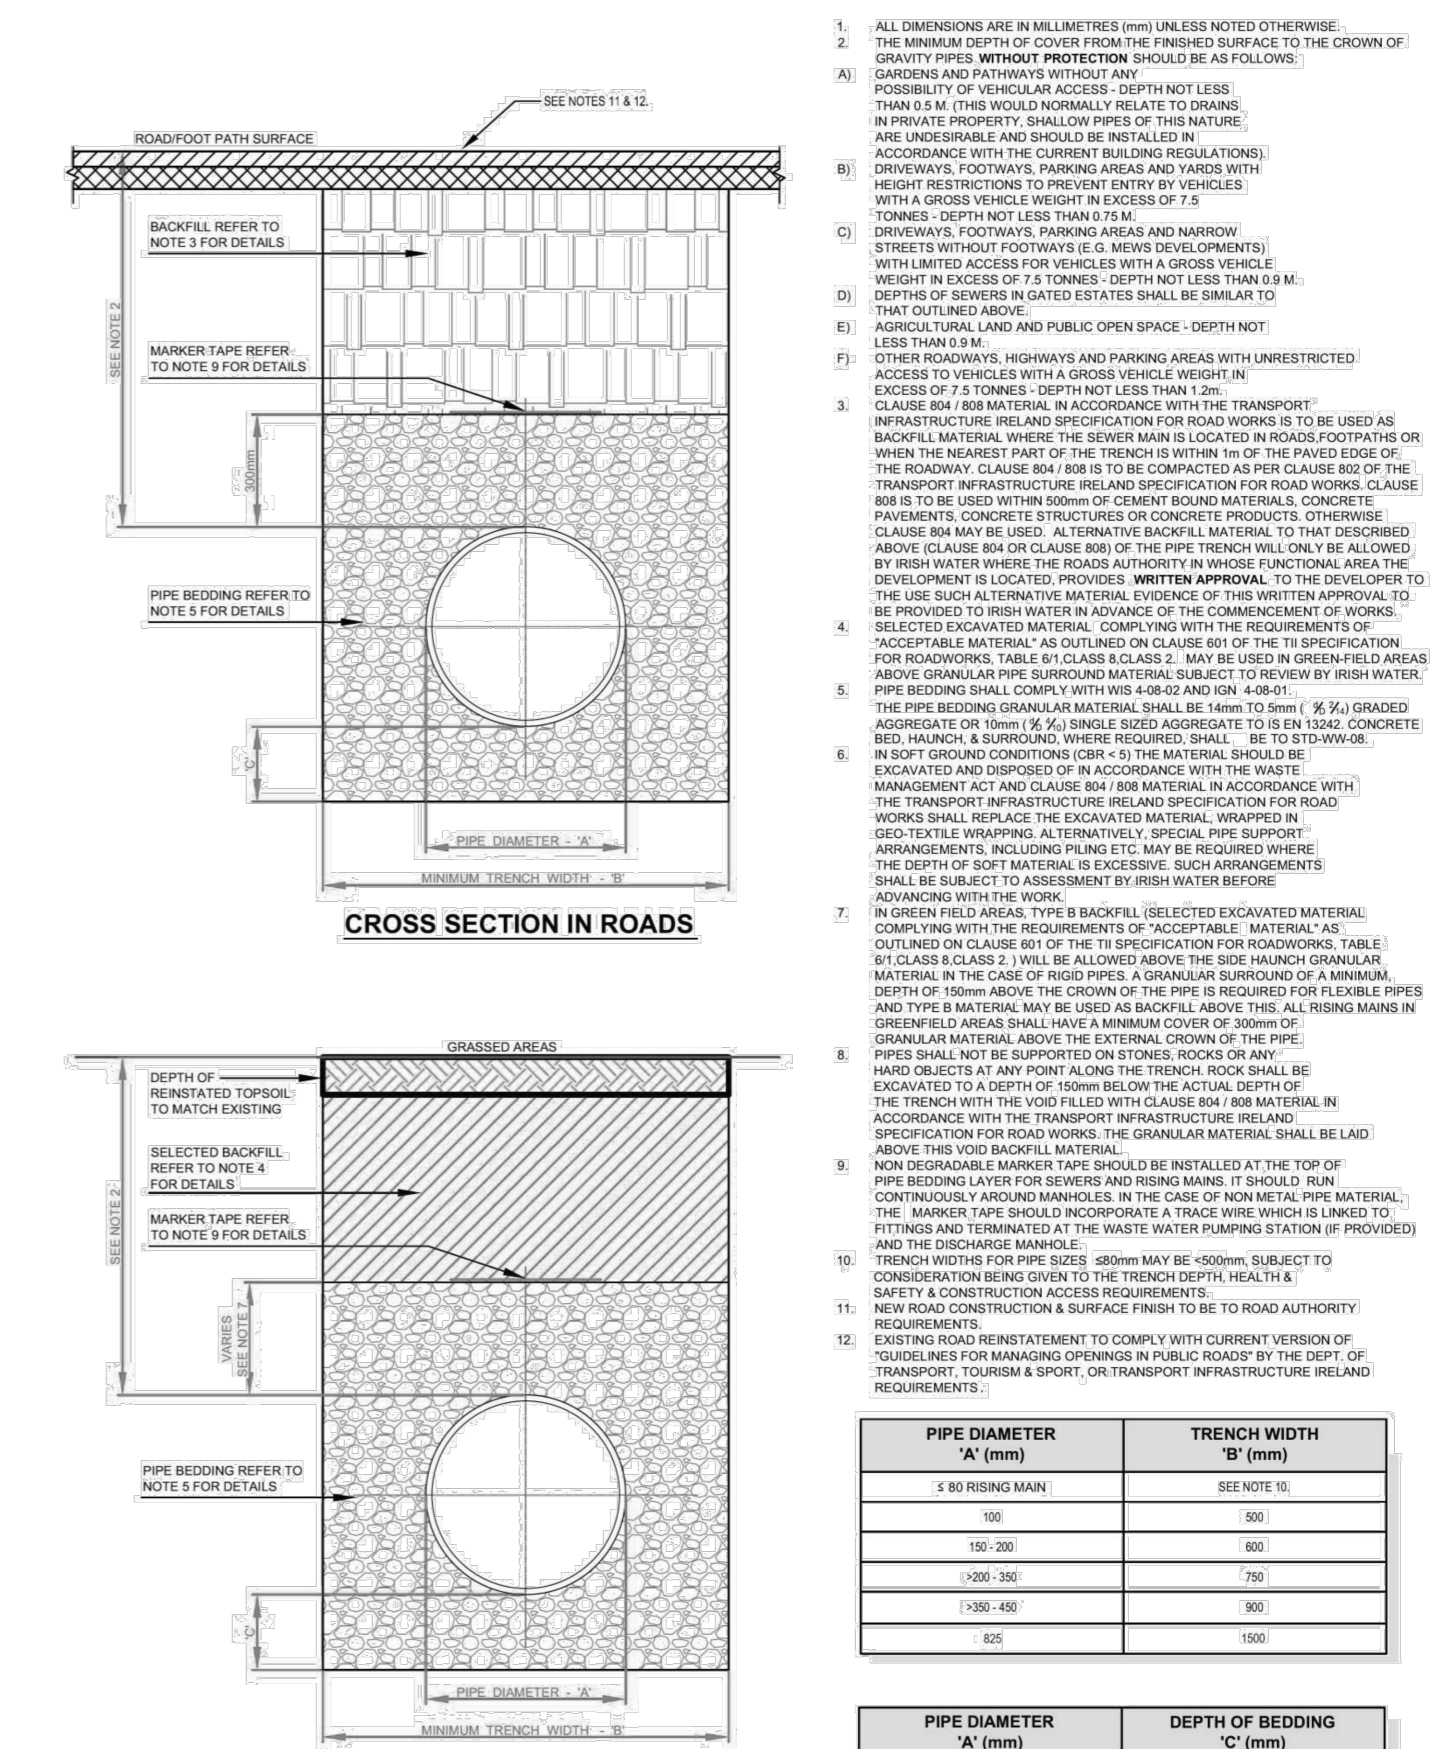 SEE NOTES 11 & 12.
ROAD/FOOT PATH SURFACE
BACKFILL REFER TO
NOTE 3 FOR DETAILS
SEE NOTE 2
MARKER TAPE REFER
TO NOTE 9 FOR DETAILS
300mm
PIPE BEDDING REFER TO
NOTE 5 FOR DETAILS
'C'
PIPE DIAMETER - 'A'
MINIMUM TRENCH WIDTH - 'B'
CROSS SECTION IN ROADS
GRASSED AREAS
DEPTH OF
REINSTATED TOPSOIL
TO MATCH EXISTING
SELECTED BACKFILL
REFER TO NOTE 4
FOR DETAILS
SEE NOTE 2
MARKER TAPE REFER
TO NOTE 9 FOR DETAILS
VARIES
SEE NOTE 7
PIPE BEDDING REFER TO
NOTE 5 FOR DETAILS
'C'
PIPE DIAMETER - 'A'
MINIMUM TRENCH WIDTH - 'B'
1. ALL DIMENSIONS ARE IN MILLIMETRES (mm) UNLESS NOTED OTHERWISE.
2. THE MINIMUM DEPTH OF COVER FROM THE FINISHED SURFACE TO THE CROWN OF
GRAVITY PIPES WITHOUT PROTECTION SHOULD BE AS FOLLOWS:
A) GARDENS AND PATHWAYS WITHOUT ANY
POSSIBILITY OF VEHICULAR ACCESS - DEPTH NOT LESS
THAN 0.5 M. (THIS WOULD NORMALLY RELATE TO DRAINS
IN PRIVATE PROPERTY, SHALLOW PIPES OF THIS NATURE
ARE UNDESIRABLE AND SHOULD BE INSTALLED IN
ACCORDANCE WITH THE CURRENT BUILDING REGULATIONS).
B) DRIVEWAYS, FOOTWAYS, PARKING AREAS AND YARDS WITH
HEIGHT RESTRICTIONS TO PREVENT ENTRY BY VEHICLES
WITH A GROSS VEHICLE WEIGHT IN EXCESS OF 7.5
TONNES - DEPTH NOT LESS THAN 0.75 M.
C) DRIVEWAYS, FOOTWAYS, PARKING AREAS AND NARROW
STREETS WITHOUT FOOTWAYS (E.G. MEWS DEVELOPMENTS)
WITH LIMITED ACCESS FOR VEHICLES WITH A GROSS VEHICLE
WEIGHT IN EXCESS OF 7.5 TONNES - DEPTH NOT LESS THAN 0.9 M.
D) DEPTHS OF SEWERS IN GATED ESTATES SHALL BE SIMILAR TO
THAT OUTLINED ABOVE.
E) AGRICULTURAL LAND AND PUBLIC OPEN SPACE - DEPTH NOT
LESS THAN 0.9 M.
F) OTHER ROADWAYS, HIGHWAYS AND PARKING AREAS WITH UNRESTRICTED
ACCESS TO VEHICLES WITH A GROSS VEHICLE WEIGHT IN
EXCESS OF 7.5 TONNES - DEPTH NOT LESS THAN 1.2m.
3. CLAUSE 804 / 808 MATERIAL IN ACCORDANCE WITH THE TRANSPORT
INFRASTRUCTURE IRELAND SPECIFICATION FOR ROAD WORKS IS TO BE USED AS
BACKFILL MATERIAL WHERE THE SEWER MAIN IS LOCATED IN ROADS,FOOTPATHS OR
WHEN THE NEAREST PART OF THE TRENCH IS WITHIN 1m OF THE PAVED EDGE OF
THE ROADWAY. CLAUSE 804 / 808 IS TO BE COMPACTED AS PER CLAUSE 802 OF THE
TRANSPORT INFRASTRUCTURE IRELAND SPECIFICATION FOR ROAD WORKS. CLAUSE
808 IS TO BE USED WITHIN 500mm OF CEMENT BOUND MATERIALS, CONCRETE
PAVEMENTS, CONCRETE STRUCTURES OR CONCRETE PRODUCTS. OTHERWISE
CLAUSE 804 MAY BE USED. ALTERNATIVE BACKFILL MATERIAL TO THAT DESCRIBED
ABOVE (CLAUSE 804 OR CLAUSE 808) OF THE PIPE TRENCH WILL ONLY BE ALLOWED
BY IRISH WATER WHERE THE ROADS AUTHORITY IN WHOSE FUNCTIONAL AREA THE
DEVELOPMENT IS LOCATED, PROVIDES WRITTEN APPROVAL TO THE DEVELOPER TO
THE USE SUCH ALTERNATIVE MATERIAL EVIDENCE OF THIS WRITTEN APPROVAL TO
BE PROVIDED TO IRISH WATER IN ADVANCE OF THE COMMENCEMENT OF WORKS.
4. SELECTED EXCAVATED MATERIAL COMPLYING WITH THE REQUIREMENTS OF
"ACCEPTABLE MATERIAL" AS OUTLINED ON CLAUSE 601 OF THE TII SPECIFICATION
FOR ROADWORKS, TABLE 6/1,CLASS 8,CLASS 2. MAY BE USED IN GREEN-FIELD AREAS
ABOVE GRANULAR PIPE SURROUND MATERIAL SUBJECT TO REVIEW BY IRISH WATER.
5. PIPE BEDDING SHALL COMPLY WITH WIS 4-08-02 AND IGN 4-08-01.
THE PIPE BEDDING GRANULAR MATERIAL SHALL BE 14mm TO 5mm ( ) GRADED
AGGREGATE OR 10mm ( ) SINGLE SIZED AGGREGATE TO IS EN 13242. CONCRETE
BED, HAUNCH, & SURROUND, WHERE REQUIRED, SHALL BE TO STD-WW-08.
6. IN SOFT GROUND CONDITIONS (CBR < 5) THE MATERIAL SHOULD BE
EXCAVATED AND DISPOSED OF IN ACCORDANCE WITH THE WASTE
MANAGEMENT ACT AND CLAUSE 804 / 808 MATERIAL IN ACCORDANCE WITH
THE TRANSPORT INFRASTRUCTURE IRELAND SPECIFICATION FOR ROAD
WORKS SHALL REPLACE THE EXCAVATED MATERIAL, WRAPPED IN
GEO-TEXTILE WRAPPING. ALTERNATIVELY, SPECIAL PIPE SUPPORT
ARRANGEMENTS, INCLUDING PILING ETC. MAY BE REQUIRED WHERE
THE DEPTH OF SOFT MATERIAL IS EXCESSIVE. SUCH ARRANGEMENTS
SHALL BE SUBJECT TO ASSESSMENT BY IRISH WATER BEFORE
ADVANCING WITH THE WORK.
7. IN GREEN FIELD AREAS, TYPE B BACKFILL (SELECTED EXCAVATED MATERIAL
COMPLYING WITH THE REQUIREMENTS OF "ACCEPTABLE MATERIAL" AS
OUTLINED ON CLAUSE 601 OF THE TII SPECIFICATION FOR ROADWORKS, TABLE
6/1,CLASS 8,CLASS 2. ) WILL BE ALLOWED ABOVE THE SIDE HAUNCH GRANULAR
MATERIAL IN THE CASE OF RIGID PIPES. A GRANULAR SURROUND OF A MINIMUM,
DEPTH OF 150mm ABOVE THE CROWN OF THE PIPE IS REQUIRED FOR FLEXIBLE PIPES
AND TYPE B MATERIAL MAY BE USED AS BACKFILL ABOVE THIS. ALL RISING MAINS IN
GREENFIELD AREAS SHALL HAVE A MINIMUM COVER OF 300mm OF
GRANULAR MATERIAL ABOVE THE EXTERNAL CROWN OF THE PIPE.
8. PIPES SHALL NOT BE SUPPORTED ON STONES, ROCKS OR ANY
HARD OBJECTS AT ANY POINT ALONG THE TRENCH. ROCK SHALL BE
EXCAVATED TO A DEPTH OF 150mm BELOW THE ACTUAL DEPTH OF
THE TRENCH WITH THE VOID FILLED WITH CLAUSE 804 / 808 MATERIAL IN
ACCORDANCE WITH THE TRANSPORT INFRASTRUCTURE IRELAND
SPECIFICATION FOR ROAD WORKS. THE GRANULAR MATERIAL SHALL BE LAID
ABOVE THIS VOID BACKFILL MATERIAL.
9. NON DEGRADABLE MARKER TAPE SHOULD BE INSTALLED AT THE TOP OF
PIPE BEDDING LAYER FOR SEWERS AND RISING MAINS. IT SHOULD RUN
CONTINUOUSLY AROUND MANHOLES. IN THE CASE OF NON METAL PIPE MATERIAL,
THE MARKER TAPE SHOULD INCORPORATE A TRACE WIRE WHICH IS LINKED TO
FITTINGS AND TERMINATED AT THE WASTE WATER PUMPING STATION (IF PROVIDED)
AND THE DISCHARGE MANHOLE.
10. TRENCH WIDTHS FOR PIPE SIZES ≤80mm MAY BE <500mm, SUBJECT TO
CONSIDERATION BEING GIVEN TO THE TRENCH DEPTH, HEALTH &
SAFETY & CONSTRUCTION ACCESS REQUIREMENTS.
11. NEW ROAD CONSTRUCTION & SURFACE FINISH TO BE TO ROAD AUTHORITY
REQUIREMENTS.
12. EXISTING ROAD REINSTATEMENT TO COMPLY WITH CURRENT VERSION OF
"GUIDELINES FOR MANAGING OPENINGS IN PUBLIC ROADS" BY THE DEPT. OF
TRANSPORT, TOURISM & SPORT, OR TRANSPORT INFRASTRUCTURE IRELAND
REQUIREMENTS.
PIPE DIAMETER 'A' (mm) TRENCH WIDTH 'B' (mm)
≤ 80 RISING MAIN SEE NOTE 10.
100 500
150 - 200 600
>200 - 350 750
>350 - 450 900
825 1500
PIPE DIAMETER 'A' (mm) DEPTH OF BEDDING 'C' (mm)